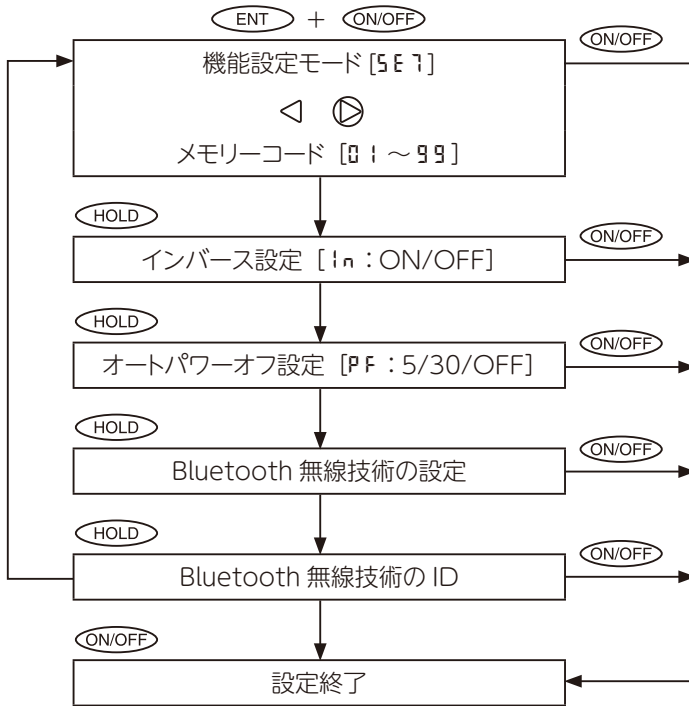 ENT + ON/OFF
機能設定モード [SET] ON/OFF
メモリーコード [01～99]
HOLD
インバース設定 [In：ON/OFF] ON/OFF
HOLD
オートパワーオフ設定 [PF：5/30/OFF] ON/OFF
HOLD
Bluetooth 無線技術の設定 ON/OFF
HOLD
Bluetooth 無線技術の ID ON/OFF
ON/OFF
設定終了